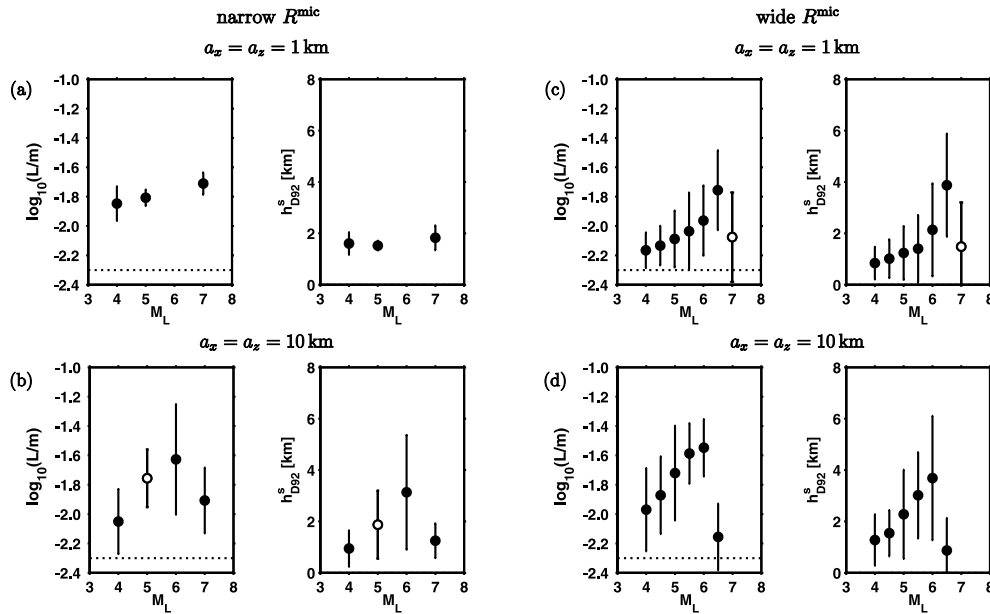 narrow R^mic
wide R^mic
a_x = a_z = 1 km
a_x = a_z = 1 km
(a)
-1.0
-1.2
-1.4
-1.6
-1.8
-2.0
-2.2
-2.4
log_10(L/m)
3 4 5 6 7 8
M_L
8
6
4
2
0
h^s_D92 [km]
3 4 5 6 7 8
M_L
(c)
-1.0
-1.2
-1.4
-1.6
-1.8
-2.0
-2.2
-2.4
log_10(L/m)
3 4 5 6 7 8
M_L
8
6
4
2
0
h^s_D92 [km]
3 4 5 6 7 8
M_L
a_x = a_z = 10 km
a_x = a_z = 10 km
(b)
-1.0
-1.2
-1.4
-1.6
-1.8
-2.0
-2.2
-2.4
log_10(L/m)
3 4 5 6 7 8
M_L
8
6
4
2
0
h^s_D92 [km]
3 4 5 6 7 8
M_L
(d)
-1.0
-1.2
-1.4
-1.6
-1.8
-2.0
-2.2
-2.4
log_10(L/m)
3 4 5 6 7 8
M_L
8
6
4
2
0
h^s_D92 [km]
3 4 5 6 7 8
M_L